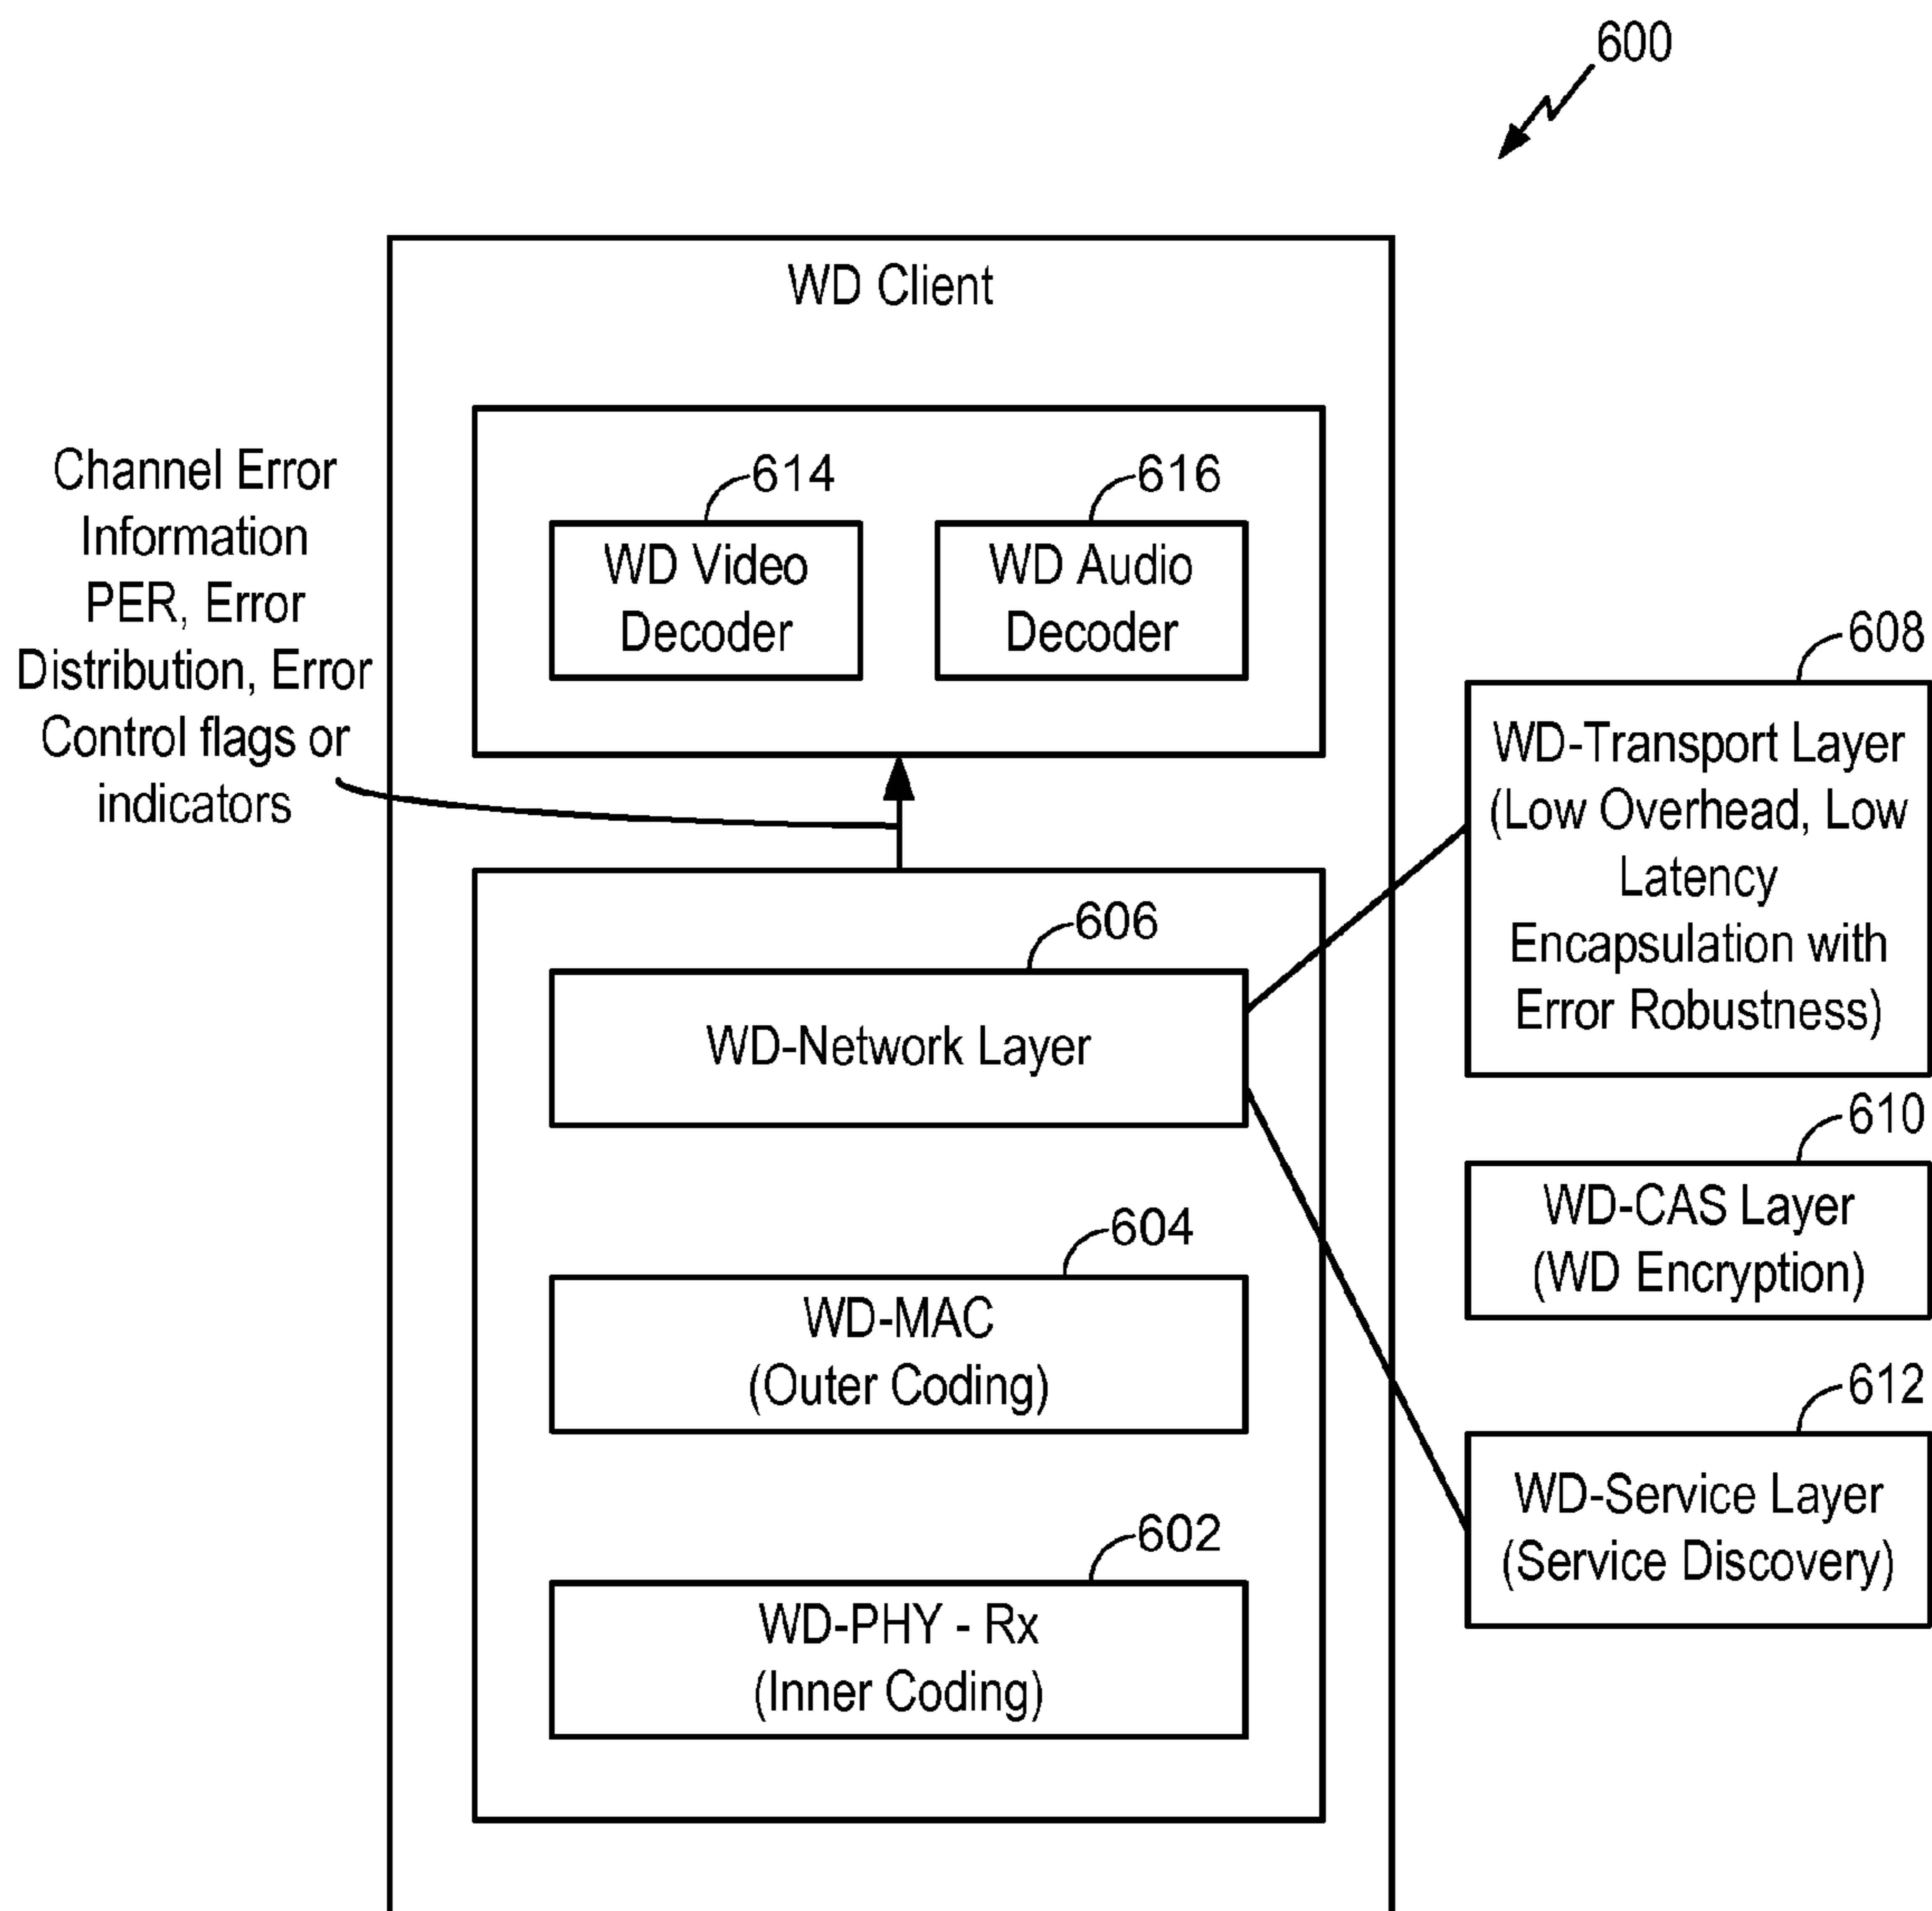 600
WD Client
Channel Error
Information
PER, Error
Distribution, Error
Control flags or
indicators
614
WD Video
Decoder
616
WD Audio
Decoder
606
WD-Network Layer
604
WD-MAC
(Outer Coding)
602
WD-PHY - Rx
(Inner Coding)
608
WD-Transport Layer
(Low Overhead, Low
Latency
Encapsulation with
Error Robustness)
610
WD-CAS Layer
(WD Encryption)
612
WD-Service Layer
(Service Discovery)